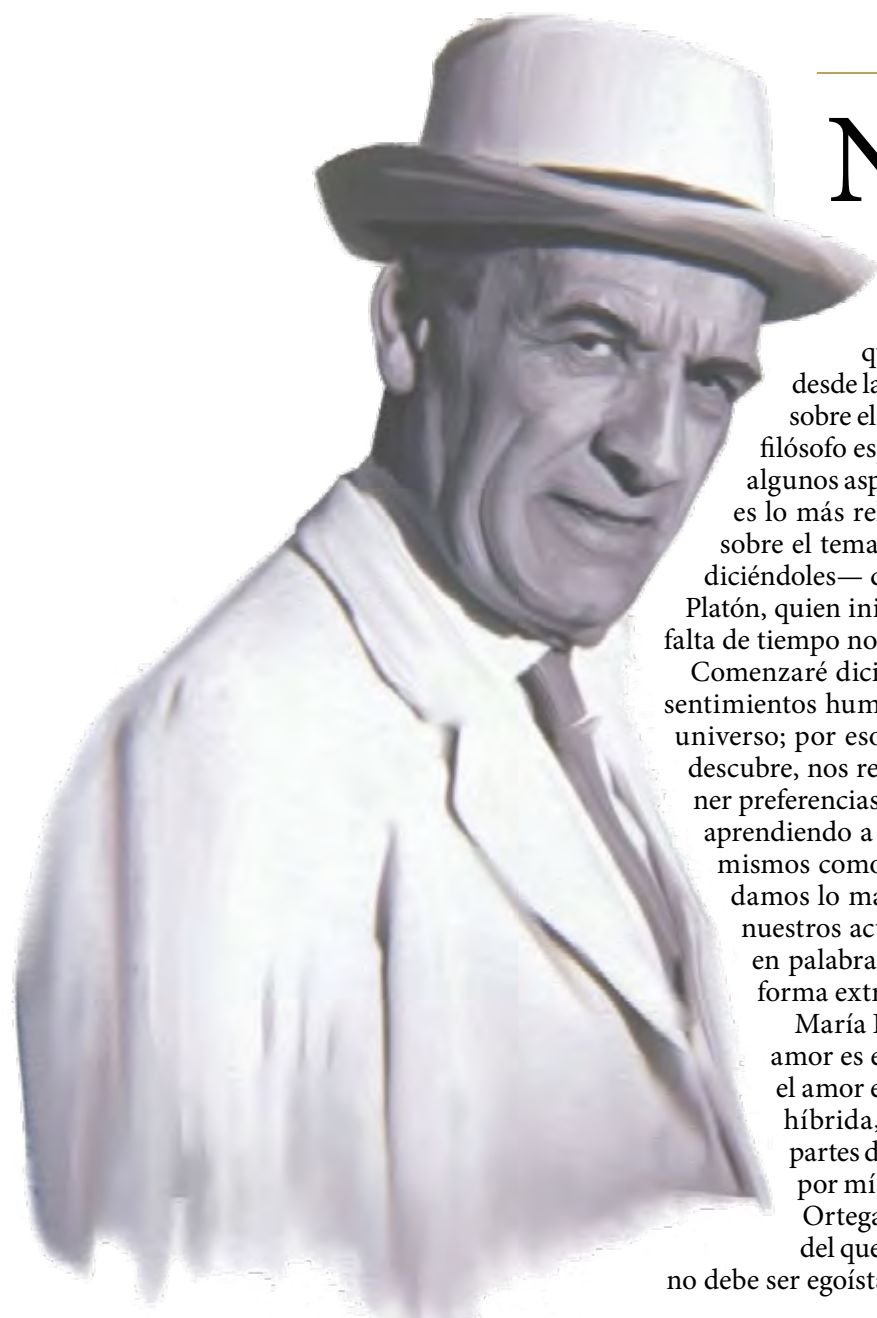 N
qu
desde la
sobre el
filósofo es
algunos asp
es lo más re
sobre el tema
diciéndoles—
Platón, quien ini
falta de tiempo no
Comenzaré dici
sentimientos hum
universo; por eso
descubre, nos re
ner preferencias
aprendiendo a
mismos como
damos lo ma
nuestros act
en palabra
forma extr
María
amor es e
el amor e
híbrida,
partes d
por mí
Ortega
del que
no debe ser egoísta